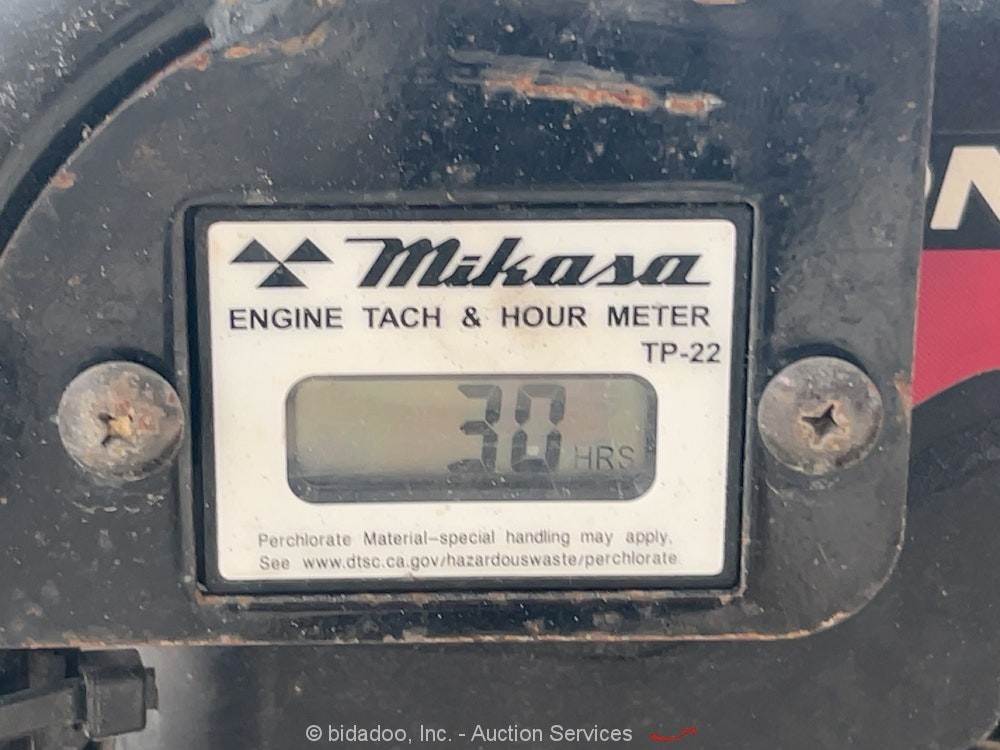 Mikasa
ENGINE TACH & HOUR METER
TP-22
30 HRS
Perchlorate Material-special handling may apply.
See www.dtsc.ca.gov/hazardouswaste/perchlorate.
© bidadoo, Inc. - Auction Services